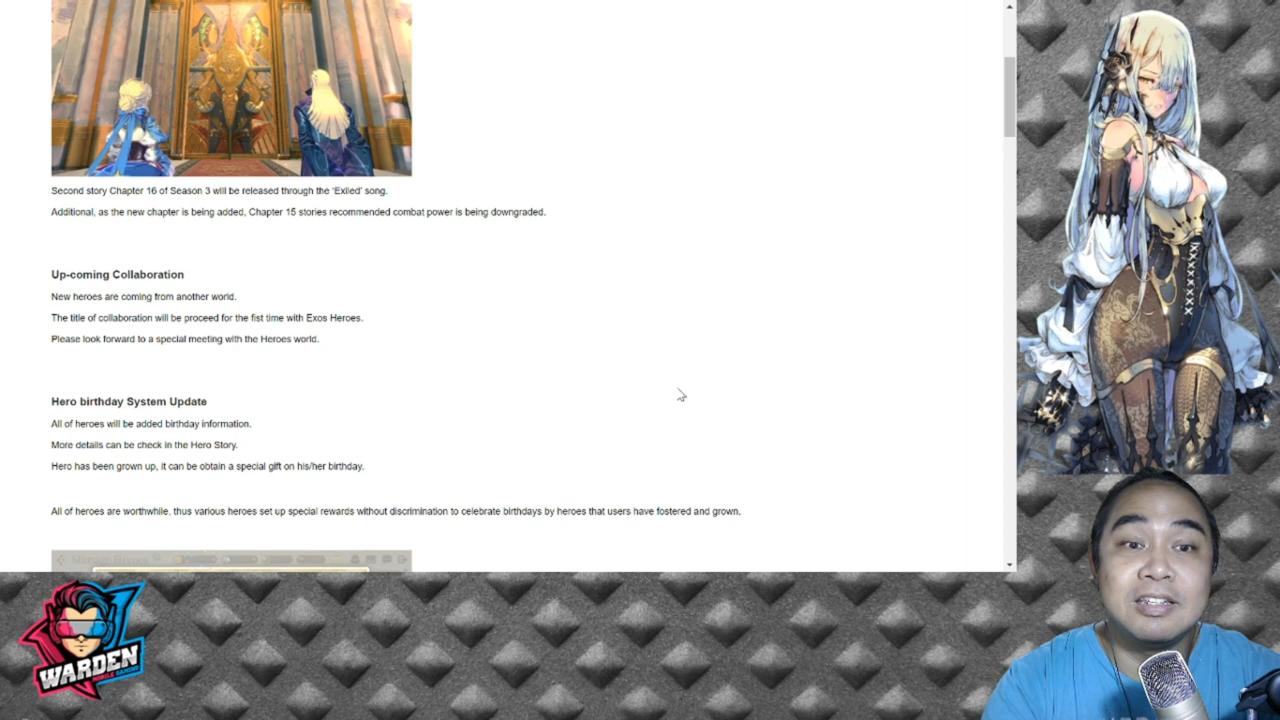 Second story Chapter 16 of Season 3 will be released through the 'Exiled' song.
Additional, as the new chapter is being added, Chapter 15 stories recommended combat power is being downgraded.
Up-coming Collaboration
New heroes are coming from another world.
The title of collaboration will be proceed for the fist time with Exos Heroes.
Please look forward to a special meeting with the Heroes world.
Hero birthday System Update
All of heroes will be added birthday information.
More details can be check in the Hero Story.
Hero has been grown up, it can be obtain a special gift on his/her birthday.
All of heroes are worthwhile, thus various heroes set up special rewards without discrimination to celebrate birthdays by heroes that users have fostered and grown.
WARDEN
MOBILE GAMING